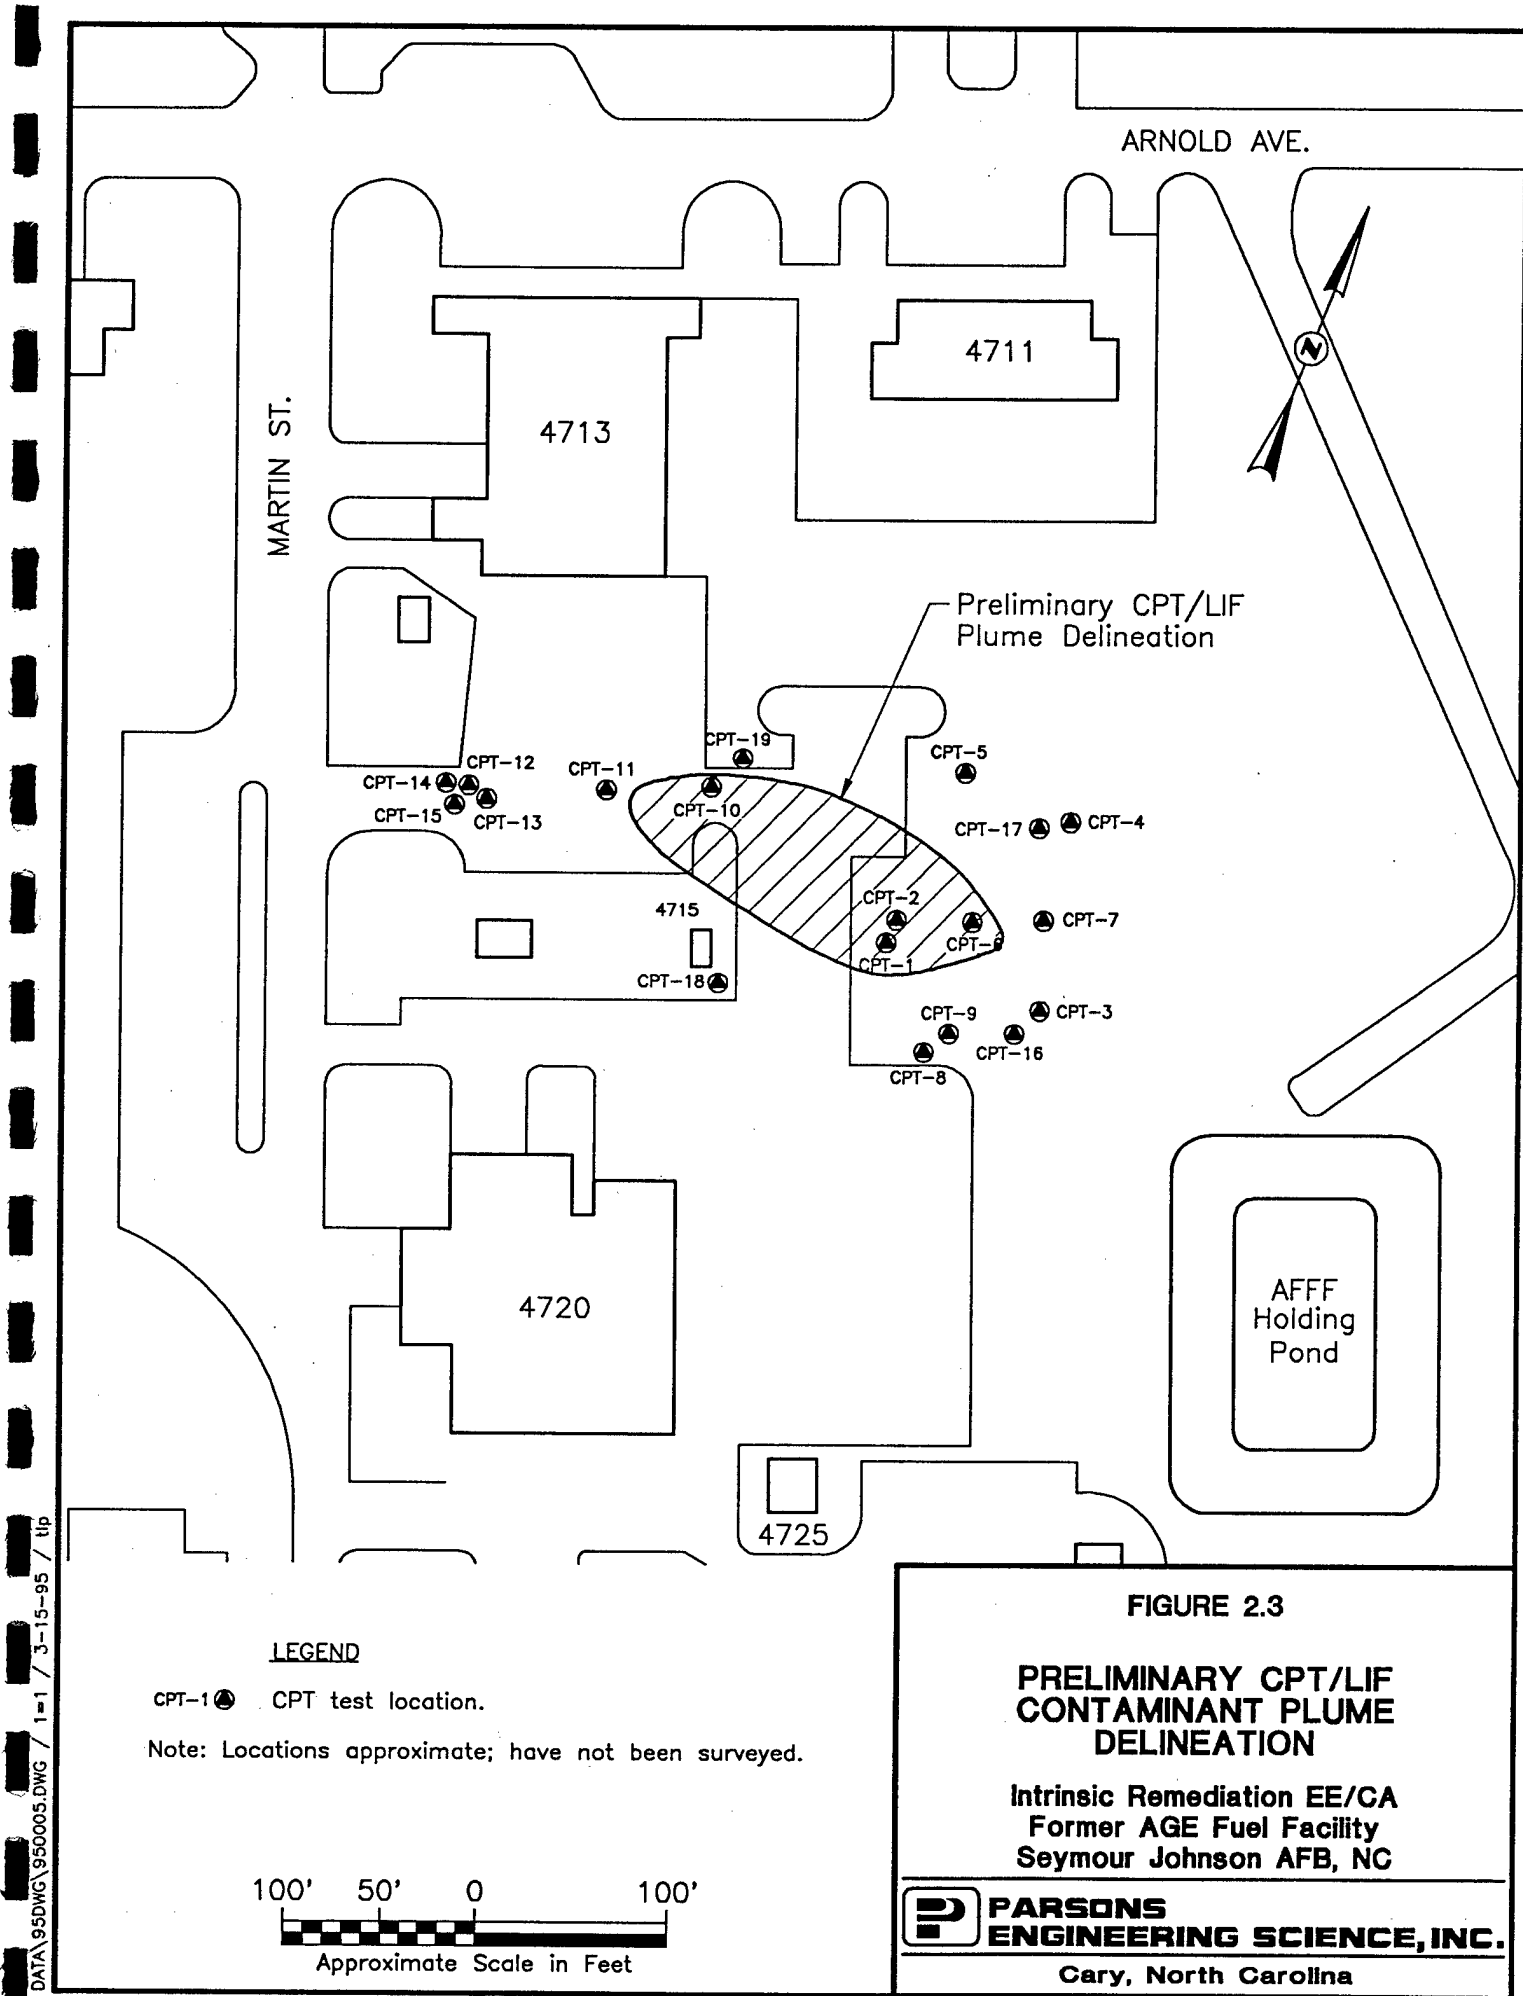 ARNOLD AVE.
N
4711
4713
MARTIN ST.
Preliminary CPT/LIF
Plume Delineation
CPT-19
CPT-5
CPT-12
CPT-14
CPT-11
CPT-10
CPT-15
CPT-13
CPT-17
CPT-4
CPT-2
4715
CPT-7
CPT-6
CPT-1
CPT-18
CPT-9
CPT-3
CPT-16
CPT-8
4720
AFFF
Holding
Pond
4725
DATA\95DWG\950005.DWG / 1=1 / 3-15-95 / tlp
LEGEND
CPT-1 CPT test location.
Note: Locations approximate; have not been surveyed.
100' 50' 0 100'
Approximate Scale in Feet
FIGURE 2.3
PRELIMINARY CPT/LIF
CONTAMINANT PLUME
DELINEATION
Intrinsic Remediation EE/CA
Former AGE Fuel Facility
Seymour Johnson AFB, NC
PARSONS
ENGINEERING SCIENCE, INC.
Cary, North Carolina